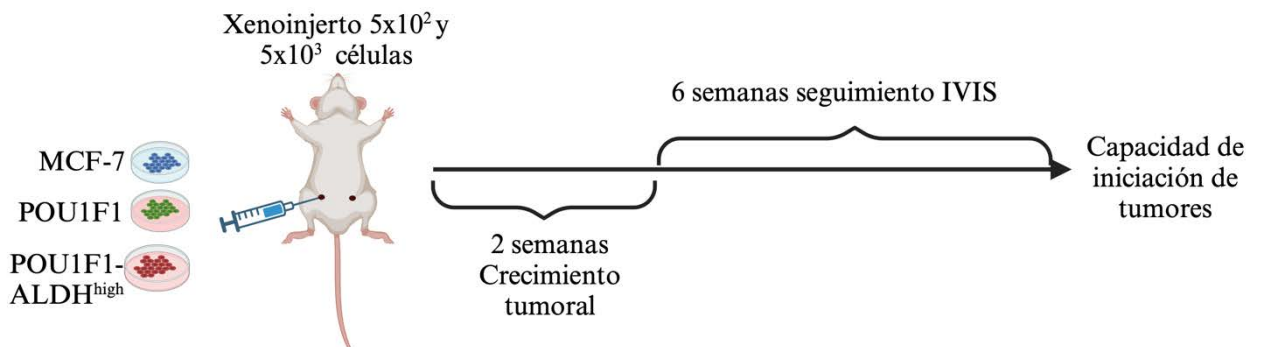 Xenoinjerto 5x10² y
5x10³ células
6 semanas seguimiento IVIS
MCF-7
POU1F1
POU1F1-
ALDHʰⁱᵍʰ
2 semanas
Crecimiento
tumoral
Capacidad de
iniciación de
tumores